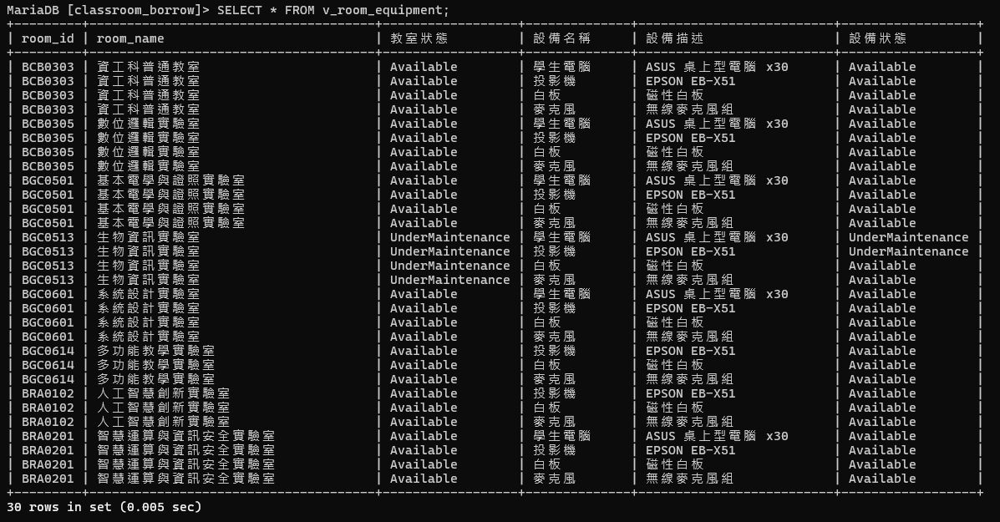 MariaDB [classroom_borrow]> SELECT * FROM v_room_equipment;
| room_id | room_name | 教室狀態 | 設備名稱 | 設備描述 | 設備狀態 |
| BCB0303 | 資工科普通教室 | Available | 學生電腦 | ASUS 桌上型電腦 x30 | Available |
| BCB0303 | 資工科普通教室 | Available | 投影機 | EPSON EB-X51 | Available |
| BCB0303 | 資工科普通教室 | Available | 白板 | 磁性白板 | Available |
| BCB0303 | 資工科普通教室 | Available | 麥克風 | 無線麥克風組 | Available |
| BCB0305 | 數位邏輯實驗室 | Available | 學生電腦 | ASUS 桌上型電腦 x30 | Available |
| BCB0305 | 數位邏輯實驗室 | Available | 投影機 | EPSON EB-X51 | Available |
| BCB0305 | 數位邏輯實驗室 | Available | 白板 | 磁性白板 | Available |
| BCB0305 | 數位邏輯實驗室 | Available | 麥克風 | 無線麥克風組 | Available |
| BGC0501 | 基本電學與證照實驗室 | Available | 學生電腦 | ASUS 桌上型電腦 x30 | Available |
| BGC0501 | 基本電學與證照實驗室 | Available | 投影機 | EPSON EB-X51 | Available |
| BGC0501 | 基本電學與證照實驗室 | Available | 白板 | 磁性白板 | Available |
| BGC0501 | 基本電學與證照實驗室 | Available | 麥克風 | 無線麥克風組 | Available |
| BGC0513 | 生物資訊實驗室 | UnderMaintenance | 學生電腦 | ASUS 桌上型電腦 x30 | UnderMaintenance |
| BGC0513 | 生物資訊實驗室 | UnderMaintenance | 投影機 | EPSON EB-X51 | UnderMaintenance |
| BGC0513 | 生物資訊實驗室 | UnderMaintenance | 白板 | 磁性白板 | Available |
| BGC0513 | 生物資訊實驗室 | UnderMaintenance | 麥克風 | 無線麥克風組 | Available |
| BGC0601 | 系統設計實驗室 | Available | 學生電腦 | ASUS 桌上型電腦 x30 | Available |
| BGC0601 | 系統設計實驗室 | Available | 投影機 | EPSON EB-X51 | Available |
| BGC0601 | 系統設計實驗室 | Available | 白板 | 磁性白板 | Available |
| BGC0601 | 系統設計實驗室 | Available | 麥克風 | 無線麥克風組 | Available |
| BGC0614 | 多功能教學實驗室 | Available | 投影機 | EPSON EB-X51 | Available |
| BGC0614 | 多功能教學實驗室 | Available | 白板 | 磁性白板 | Available |
| BGC0614 | 多功能教學實驗室 | Available | 麥克風 | 無線麥克風組 | Available |
| BRA0102 | 人工智慧創新實驗室 | Available | 投影機 | EPSON EB-X51 | Available |
| BRA0102 | 人工智慧創新實驗室 | Available | 白板 | 磁性白板 | Available |
| BRA0102 | 人工智慧創新實驗室 | Available | 麥克風 | 無線麥克風組 | Available |
| BRA0201 | 智慧運算與資訊安全實驗室 | Available | 學生電腦 | ASUS 桌上型電腦 x30 | Available |
| BRA0201 | 智慧運算與資訊安全實驗室 | Available | 投影機 | EPSON EB-X51 | Available |
| BRA0201 | 智慧運算與資訊安全實驗室 | Available | 白板 | 磁性白板 | Available |
| BRA0201 | 智慧運算與資訊安全實驗室 | Available | 麥克風 | 無線麥克風組 | Available |
30 rows in set (0.005 sec)